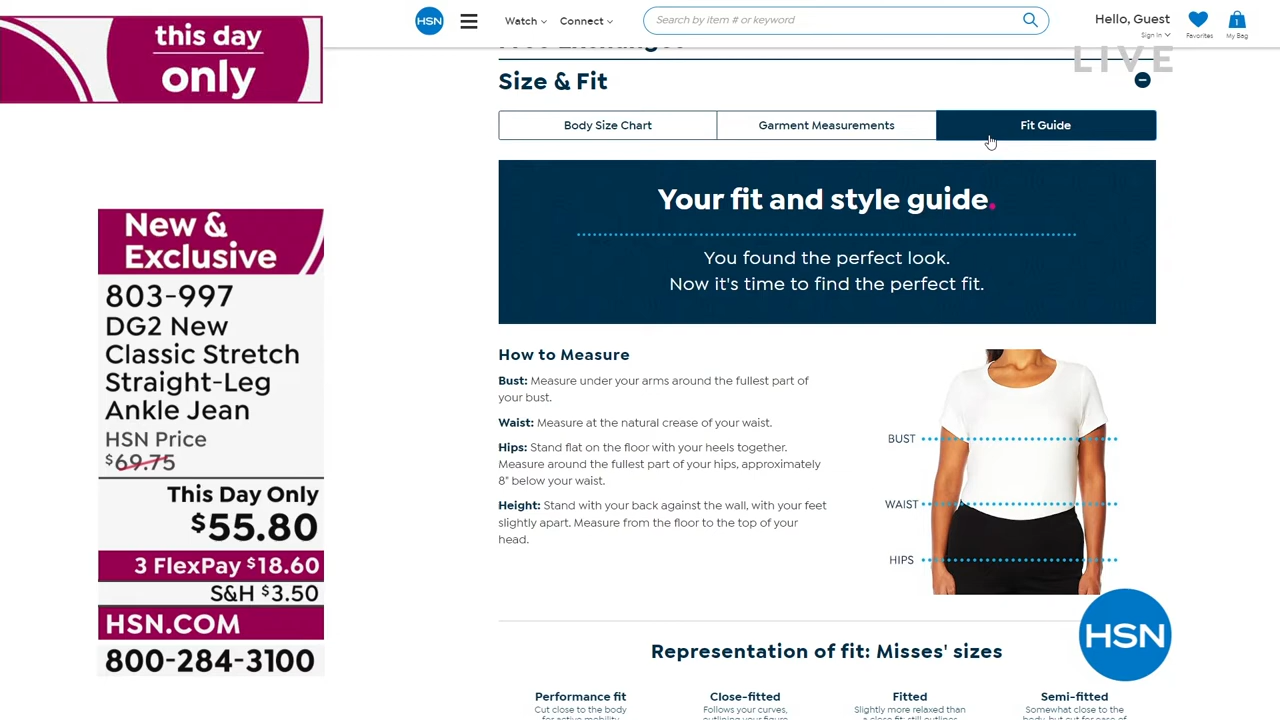 this day
only
New &
Exclusive
803-997
DG2 New
Classic Stretch
Straight-Leg
Ankle Jean
HSN Price
$69.75
This Day Only
$55.80
3 FlexPay $18.60
S&H $3.50
HSN.COM
800-284-3100
HSN
Watch
Connect
Search by item # or keyword
Hello, Guest
Sign In
Favorites
1
My Bag
LIVE
Size & Fit
Body Size Chart
Garment Measurements
Fit Guide
Your fit and style guide.
You found the perfect look.
Now it's time to find the perfect fit.
How to Measure
Bust: Measure under your arms around the fullest part of
your bust.
Waist: Measure at the natural crease of your waist.
Hips: Stand flat on the floor with your heels together.
Measure around the fullest part of your hips, approximately
8" below your waist.
Height: Stand with your back against the wall, with your feet
slightly apart. Measure from the floor to the top of your
head.
BUST
WAIST
HIPS
HSN
Representation of fit: Misses' sizes
Performance fit
Cut close to the body
Close-fitted
Follows your curves,
Fitted
Slightly more relaxed than
Semi-fitted
Somewhat close to the